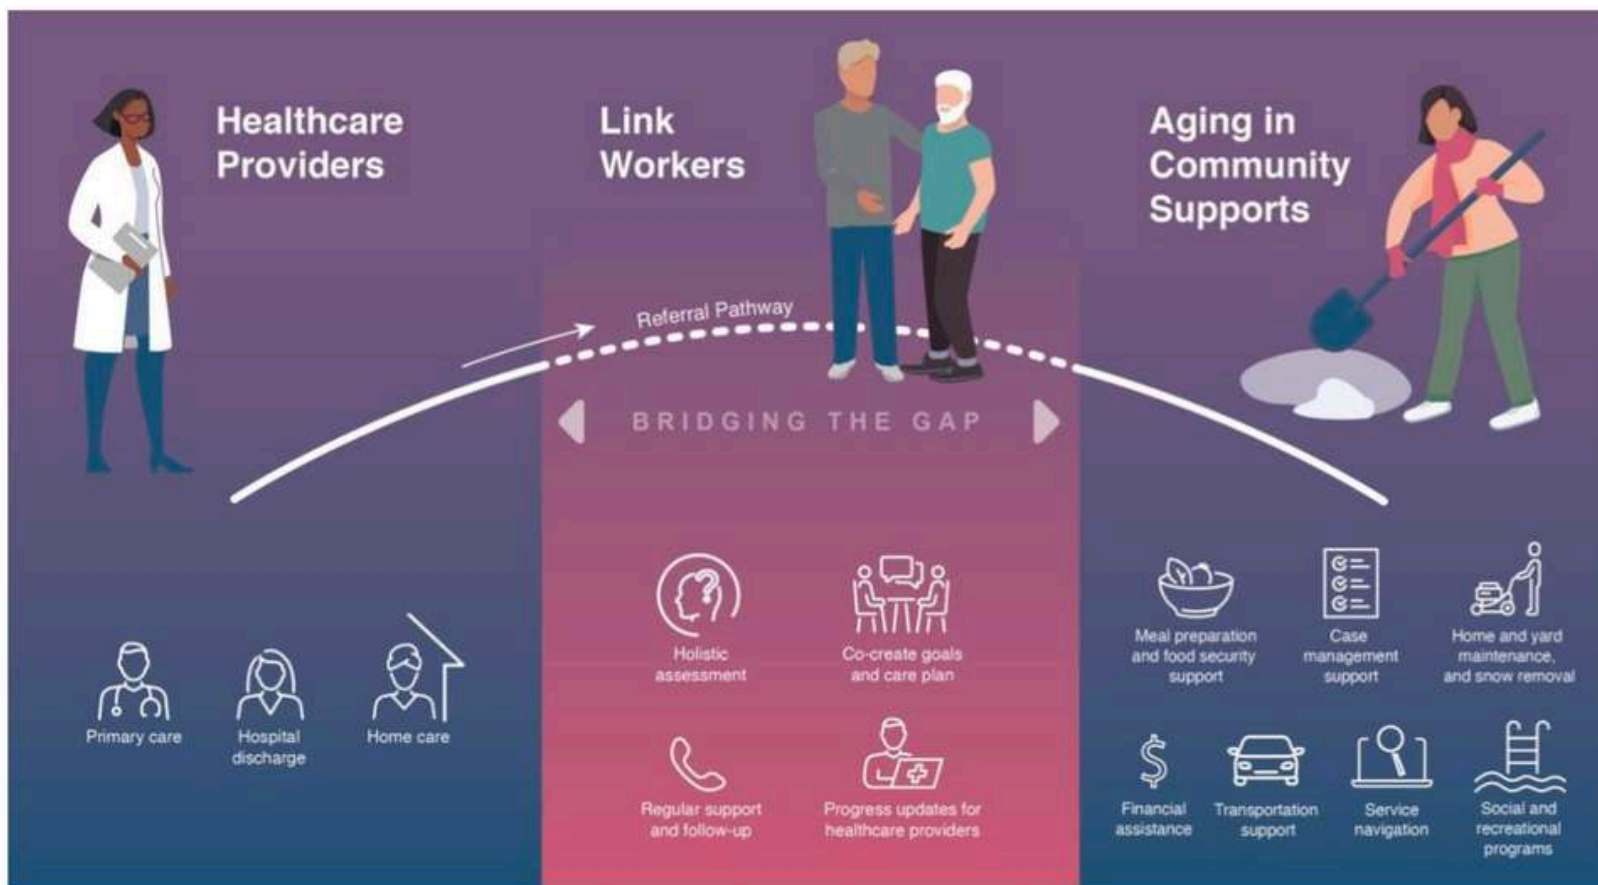 Healthcare
Providers
Link
Workers
Aging in
Community
Supports
Referral Pathway
BRIDGING THE GAP
Primary care
Hospital
discharge
Home care
Holistic
assessment
Co-create goals
and care plan
Regular support
and follow-up
Progress updates for
healthcare providers
Meal preparation
and food security
support
Case
management
support
Home and yard
maintenance,
and snow removal
Financial
assistance
Transportation
support
Service
navigation
Social and
recreational
programs